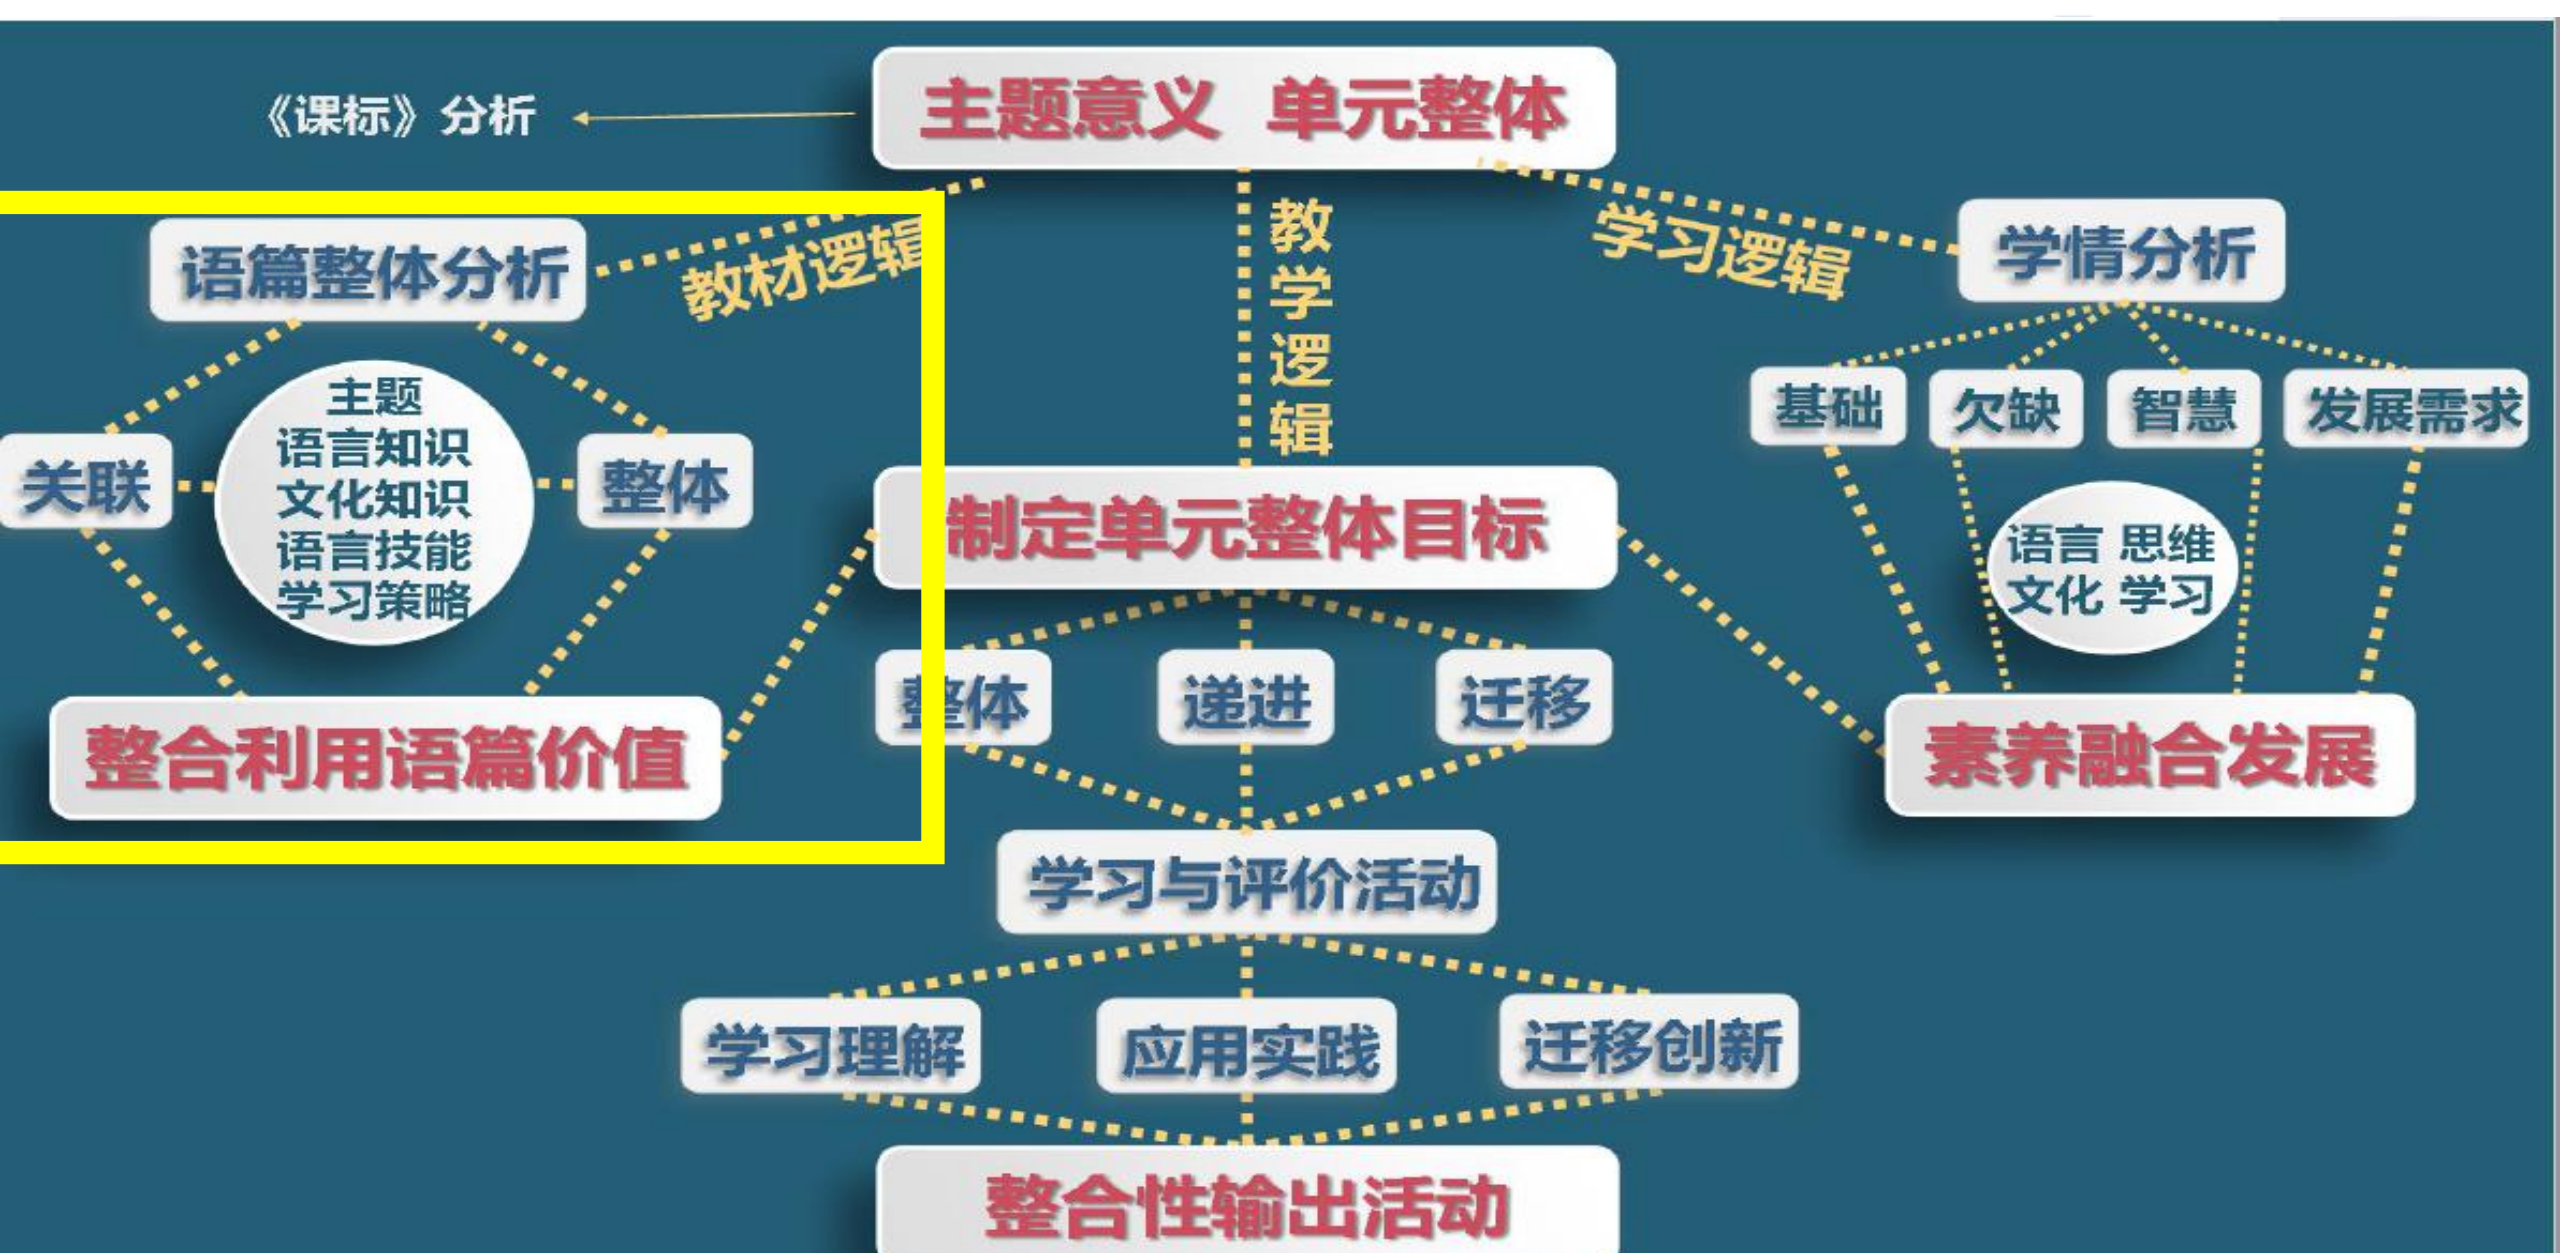 主题意义 单元整体
《课标》分析
教材逻辑
教学逻辑
学习逻辑
语篇整体分析
关联
主题
语言知识
文化知识
语言技能
学习策略
整体
整合利用语篇价值
制定单元整体目标
整体
递进
迁移
学习与评价活动
学习理解
应用实践
迁移创新
整合性输出活动
学情分析
基础
欠缺
智慧
发展需求
语言 思维
文化 学习
素养融合发展